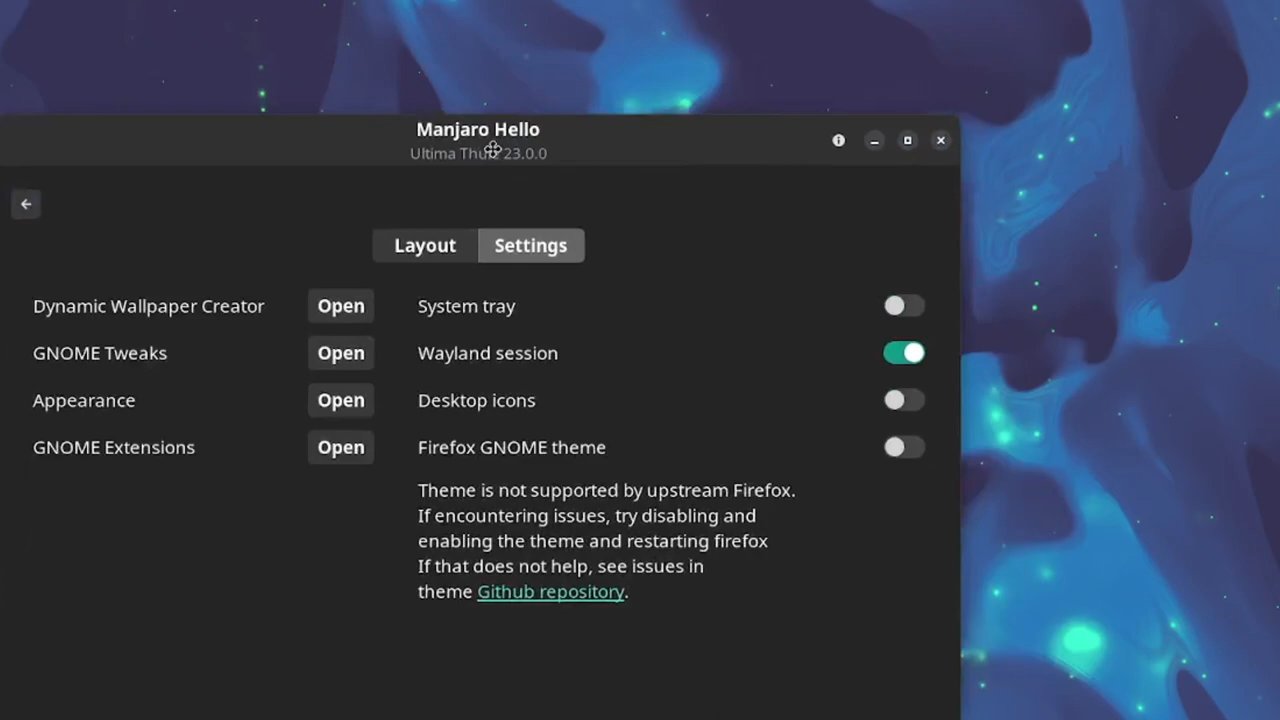 Manjaro Hello
Ultima Thule 23.0.0
Layout Settings
Dynamic Wallpaper Creator Open System tray
GNOME Tweaks Open Wayland session
Appearance Open Desktop icons
GNOME Extensions Open Firefox GNOME theme
Theme is not supported by upstream Firefox.
If encountering issues, try disabling and
enabling the theme and restarting firefox
If that does not help, see issues in
theme Github repository.